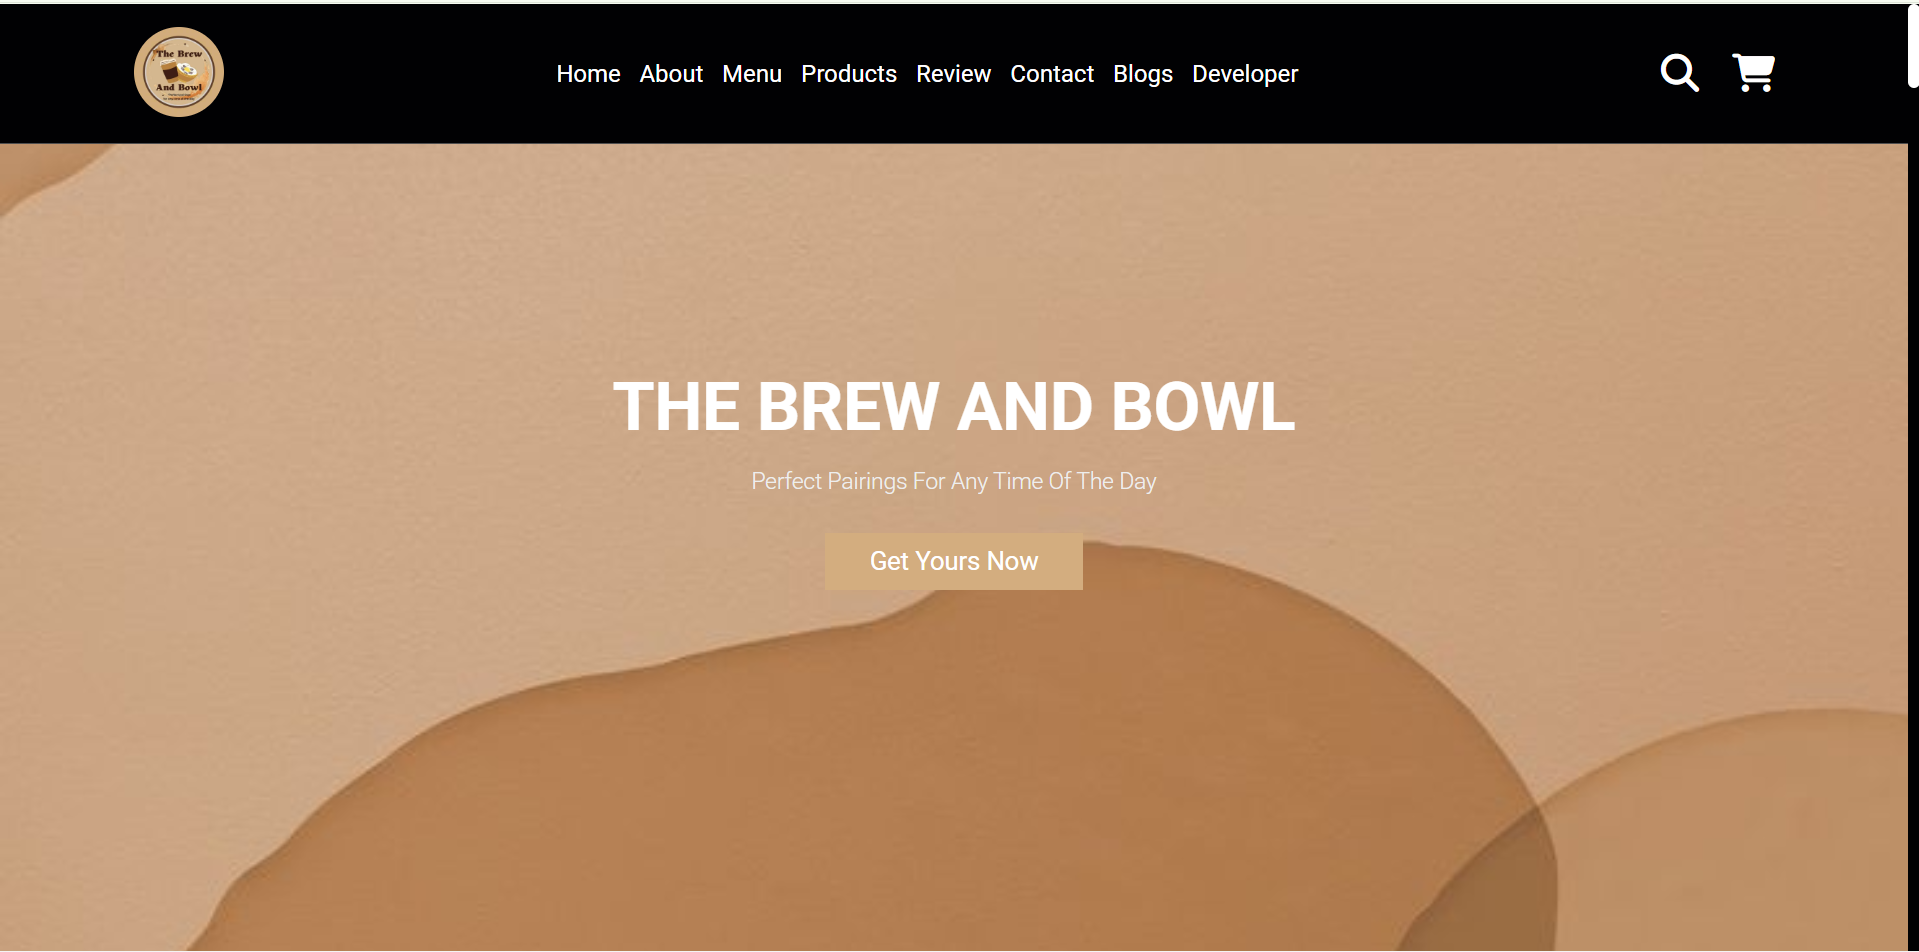 The Brew
And Bowl
Home About Menu Products Review Contact Blogs Developer
THE BREW AND BOWL
Perfect Pairings For Any Time Of The Day
Get Yours Now